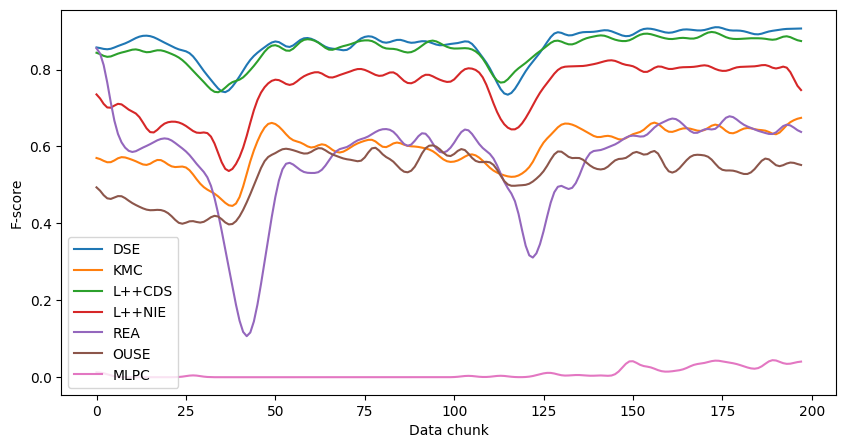 F-score
0.8
0.6
0.4
0.2
0.0
DSE
KMC
L++CDS
L++NIE
REA
OUSE
MLPC
0 25 50 75 100 125 150 175 200
Data chunk